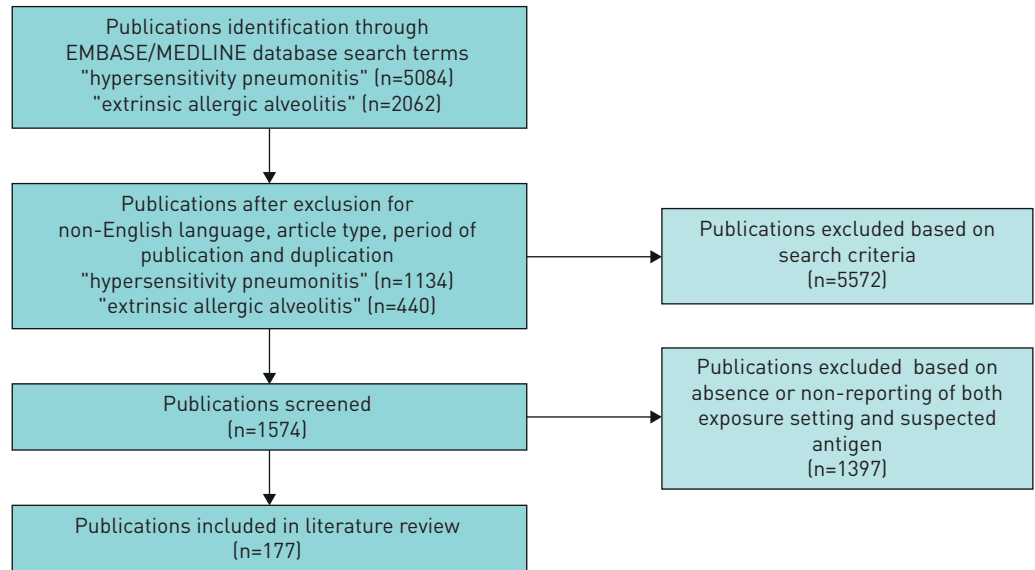 Publications identification through
EMBASE/MEDLINE database search terms
"hypersensitivity pneumonitis" (n=5084)
"extrinsic allergic alveolitis" (n=2062)
Publications after exclusion for
non-English language, article type, period of
publication and duplication
"hypersensitivity pneumonitis" (n=1134)
"extrinsic allergic alveolitis" (n=440)
Publications excluded based on
search criteria
(n=5572)
Publications screened
(n=1574)
Publications excluded based on
absence or non-reporting of both
exposure setting and suspected
antigen
(n=1397)
Publications included in literature review
(n=177)